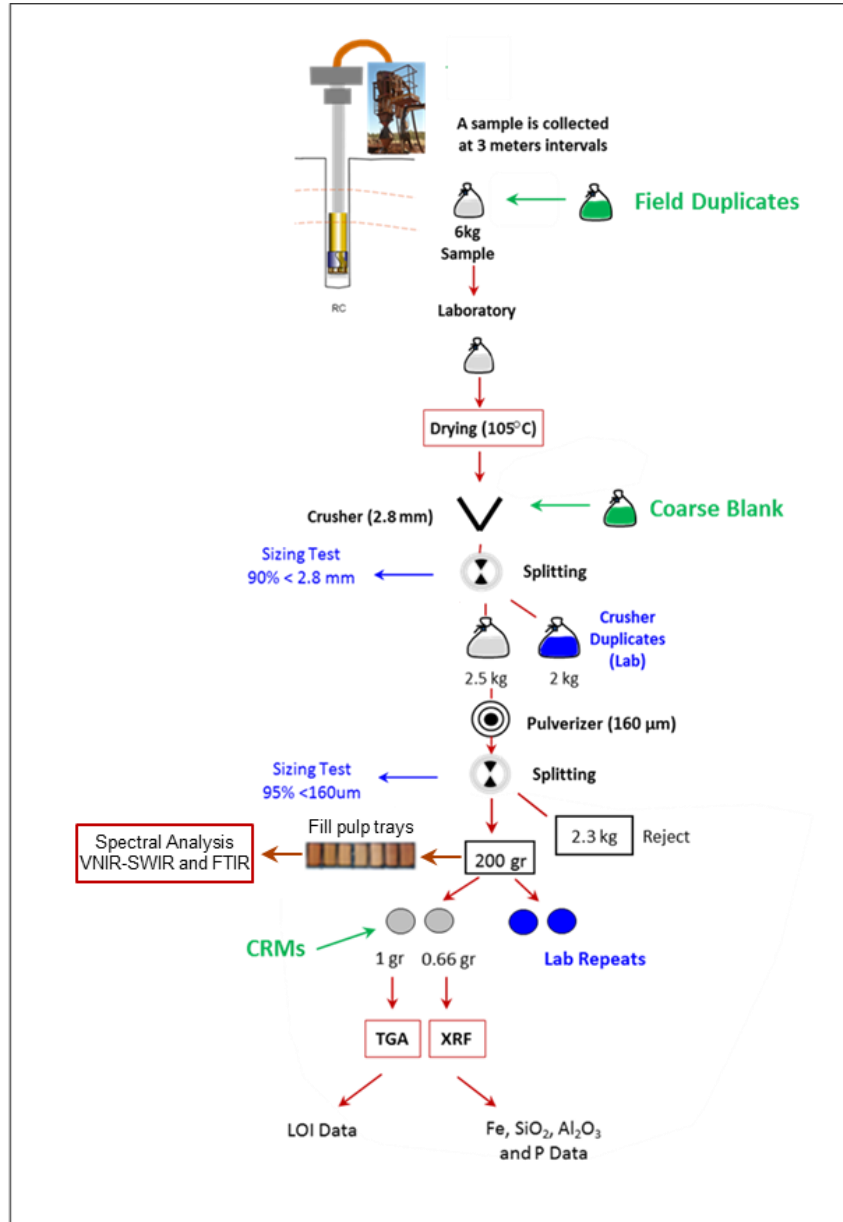 A sample is collected
at 3 meters intervals
Field Duplicates
6kg
Sample
RC
Laboratory
Drying (105°C)
Crusher (2.8 mm)
Coarse Blank
Sizing Test
90% < 2.8 mm
Splitting
Crusher
Duplicates
(Lab)
2.5 kg
2 kg
Pulverizer (160 µm)
Sizing Test
95% <160um
Splitting
2.3 kg
Reject
Fill pulp trays
Spectral Analysis
VNIR-SWIR and FTIR
200 gr
CRMs
1 gr
0.66 gr
Lab Repeats
TGA
XRF
LOI Data
Fe, SiO₂, Al₂O₃
and P Data